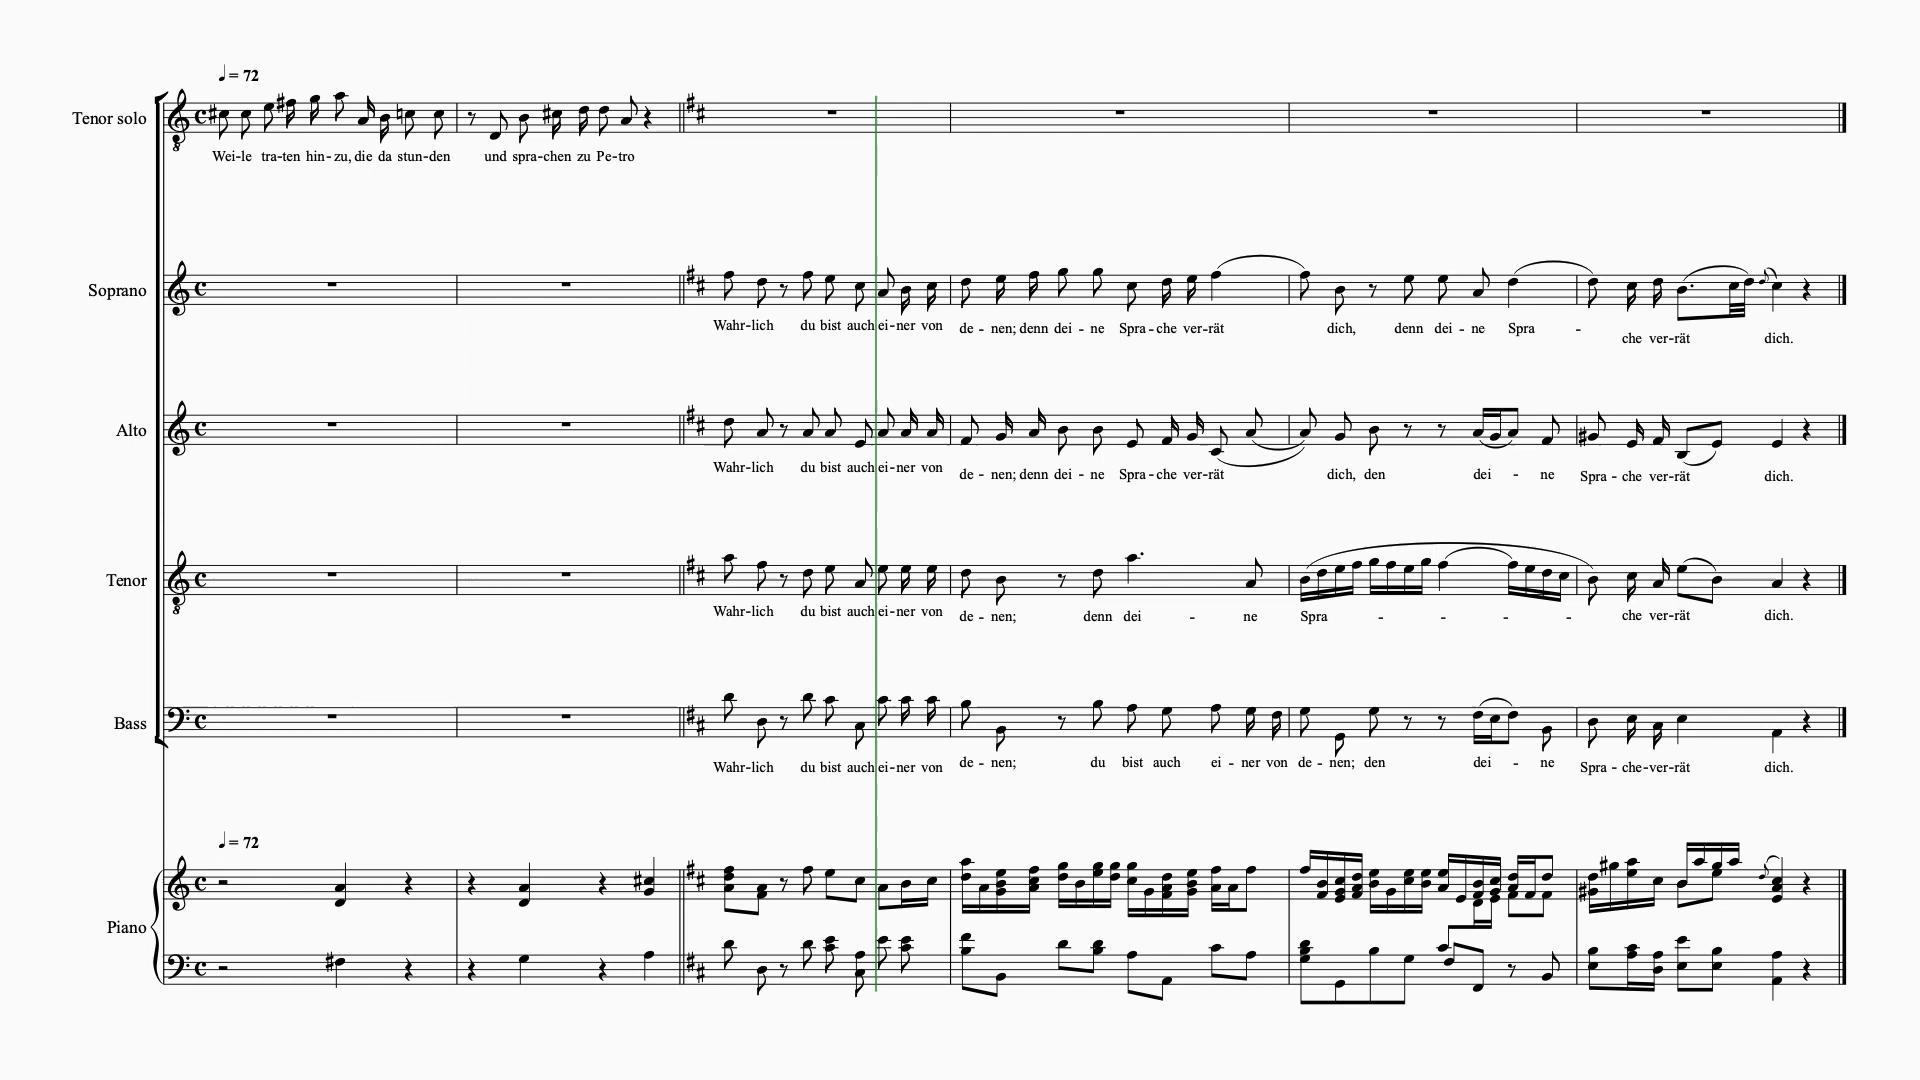 ♩= 72
Tenor solo
Wei-le tra-ten hin-zu, die da stun-den und spra-chen zu Pe-tro
Soprano
Wahr-lich du bist auch ei-ner von de - nen; denn dei - ne Spra-che ver-rät dich, denn dei - ne Spra - che ver-rät dich.
Alto
Wahr-lich du bist auch ei-ner von de - nen; denn dei - ne Spra-che ver-rät dich, den dei - ne Spra - che ver-rät dich.
Tenor
Wahr-lich du bist auch ei-ner von de - nen; denn dei - ne Spra - - - - - che ver-rät dich.
Bass
Wahr-lich du bist auch ei-ner von de - nen; du bist auch ei - ner von de - nen; den dei - ne Spra - che-ver-rät dich.
♩= 72
Piano